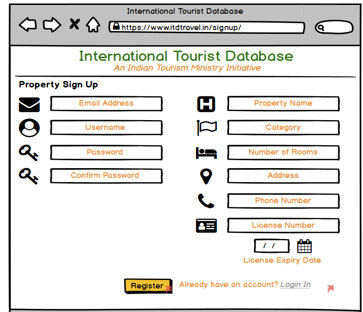 International Tourist Database
https://www.itdtravel.in/signup/
International Tourist Database
An Indian Tourism Ministry Initiative
Property Sign Up
Email Address
Username
Password
Confirm Password
H
Property Name
Category
Number of Rooms
Address
Phone Number
License Number
/ /
License Expiry Date
Register
Already have an account? Login In